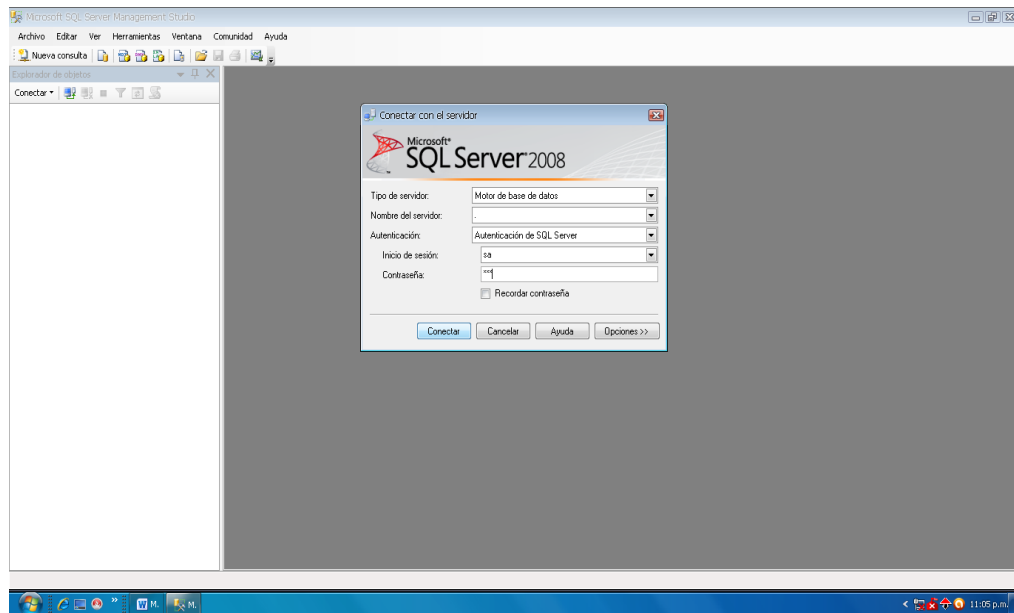 Microsoft SQL Server Management Studio
Archivo Editar Ver Herramientas Ventana Comunidad Ayuda
Nueva consulta
Explorador de objetos
Conectar
Conectar con el servidor
Microsoft
SQL Server 2008
Tipo de servidor: Motor de base de datos
Nombre del servidor: .
Autenticación: Autenticación de SQL Server
Inicio de sesión: sa
Contraseña: ***
Recordar contraseña
Conectar Cancelar Ayuda Opciones >>
M. M. 11:05 p.m.